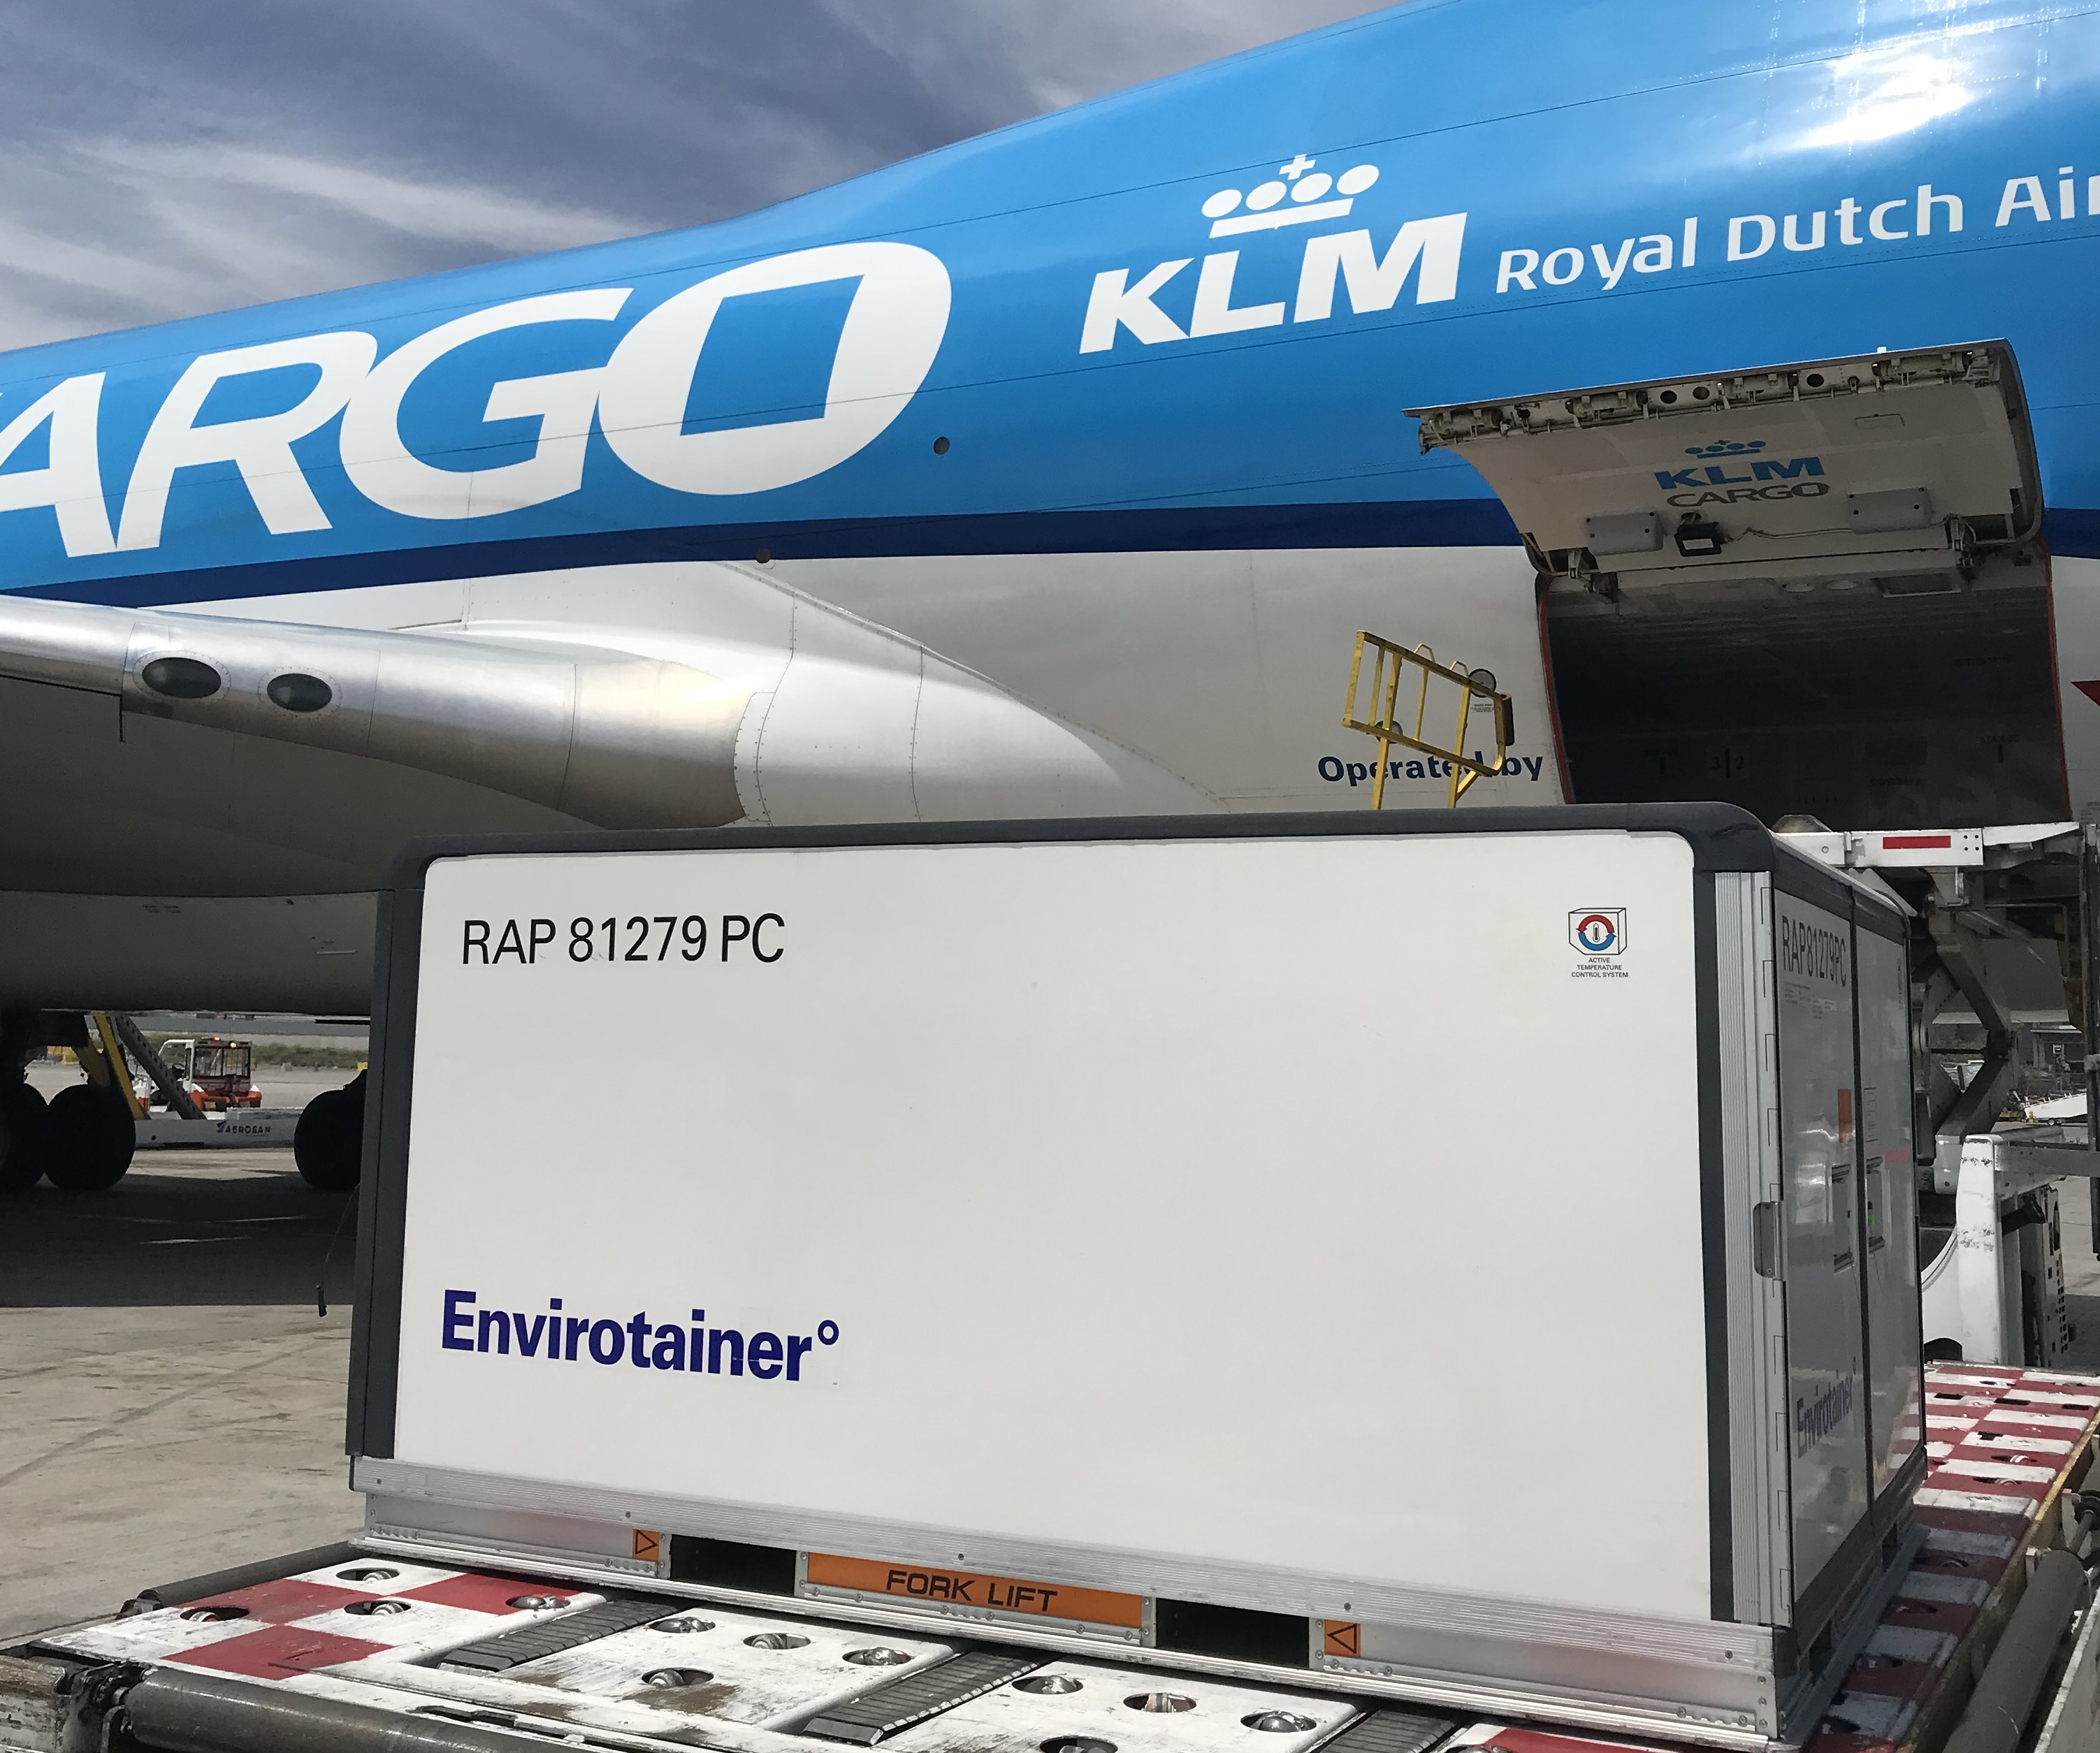 ARGO
KLM Royal Dutch Air
KLM
CARGO
Operated by
RAP 81279 PC
ACTIVE
TEMPERATURE
CONTROL SYSTEM
RAP81279PC
AEROSAN
Envirotainer°
Envirotainer°
FORK LIFT